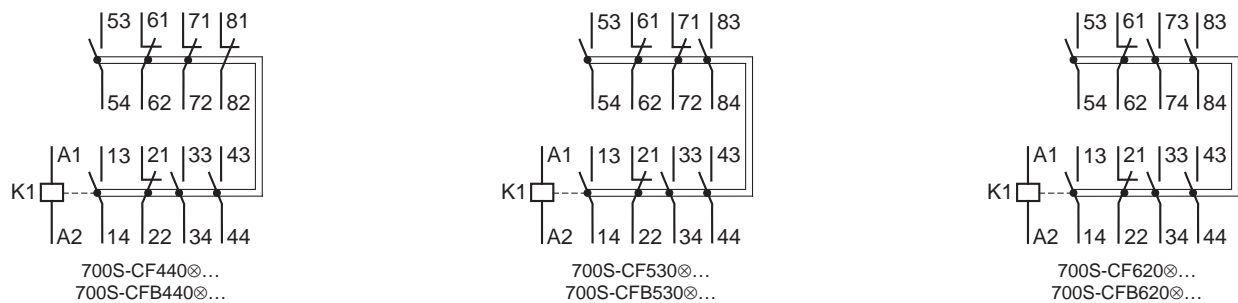 53 61 71 81
54 62 72 82
A1 13 21 33 43
K1
A2 14 22 34 44
700S-CF440⊗…
700S-CFB440⊗…
53 61 71 83
54 62 72 84
A1 13 21 33 43
K1
A2 14 22 34 44
700S-CF530⊗…
700S-CFB530⊗…
53 61 73 83
54 62 74 84
A1 13 21 33 43
K1
A2 14 22 34 44
700S-CF620⊗…
700S-CFB620⊗…